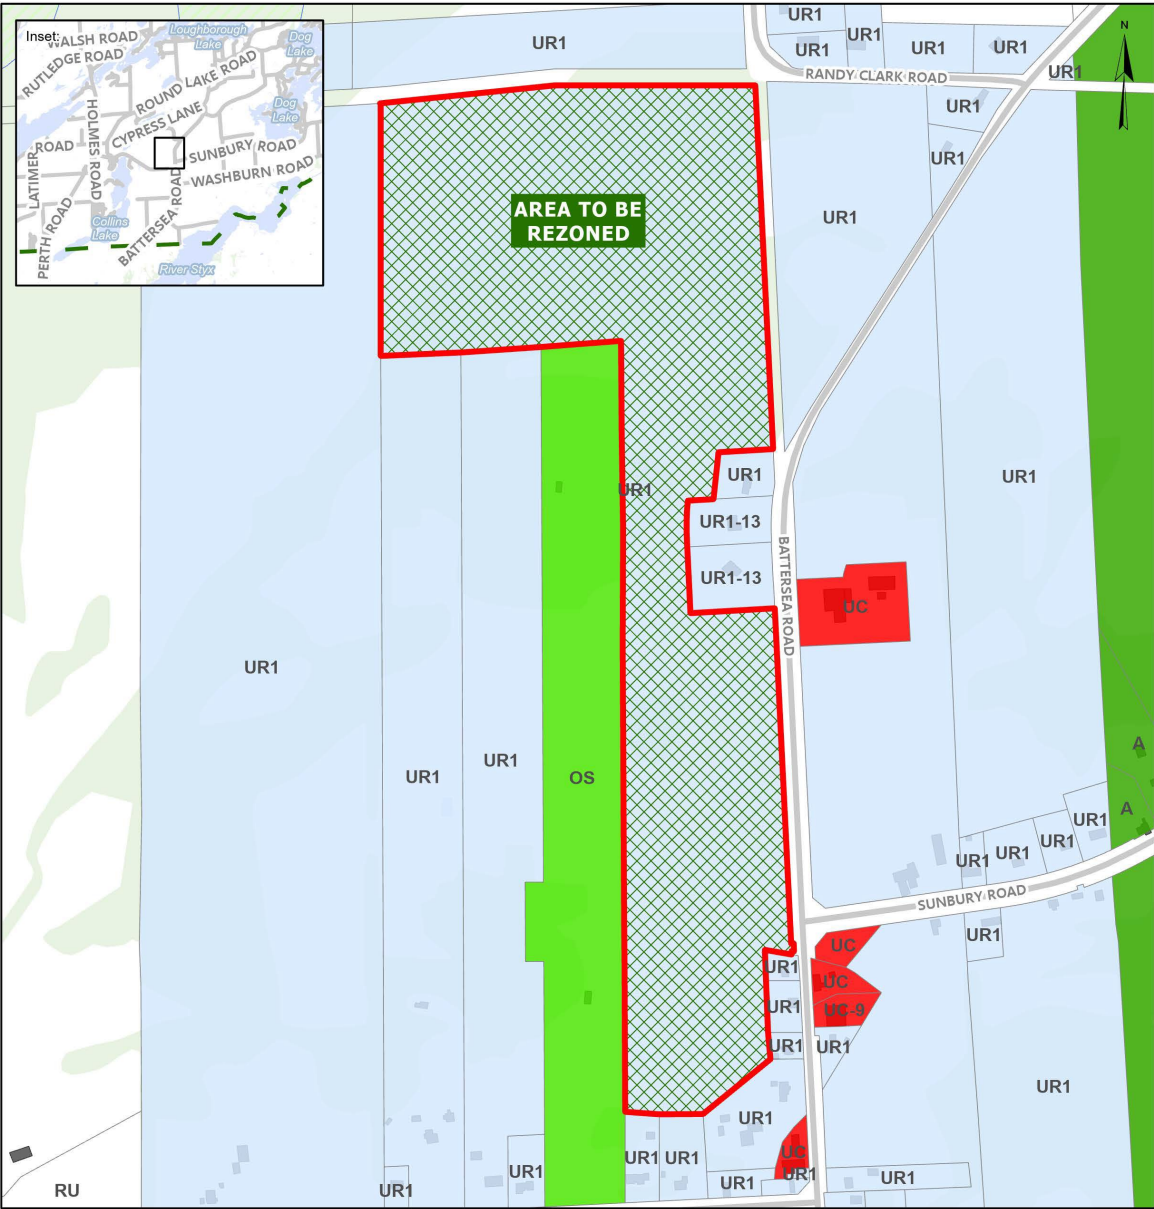 Inset:
WALSH ROAD
RUTLEDGE ROAD
Loughborough
Lake
Dog
Lake
ROUND LAKE ROAD
HOLMES ROAD
CYPRESS LANE
Dog
Lake
ROAD
SUNBURY ROAD
LATIMER
WASHBURN ROAD
PERTH ROAD
Collins
Lake
BATTERSEA ROAD
River Styx
UR1
UR1
UR1
UR1
UR1
UR1
N
RANDY CLARK ROAD
UR1
UR1
UR1
AREA TO BE
REZONED
UR1
UR1
UR1
UR1
UR1-13
UR1-13
BATTERSEA ROAD
UC
UR1
UR1
UR1
OS
A
A
UR1
UR1
UR1
UR1
SUNBURY ROAD
UR1
UC
UR1
UC
UR1
UC-9
UR1
UR1
UR1
UR1
UC
UR1
UR1
UR1
UR1
UR1
UR1
UR1
UR1
RU